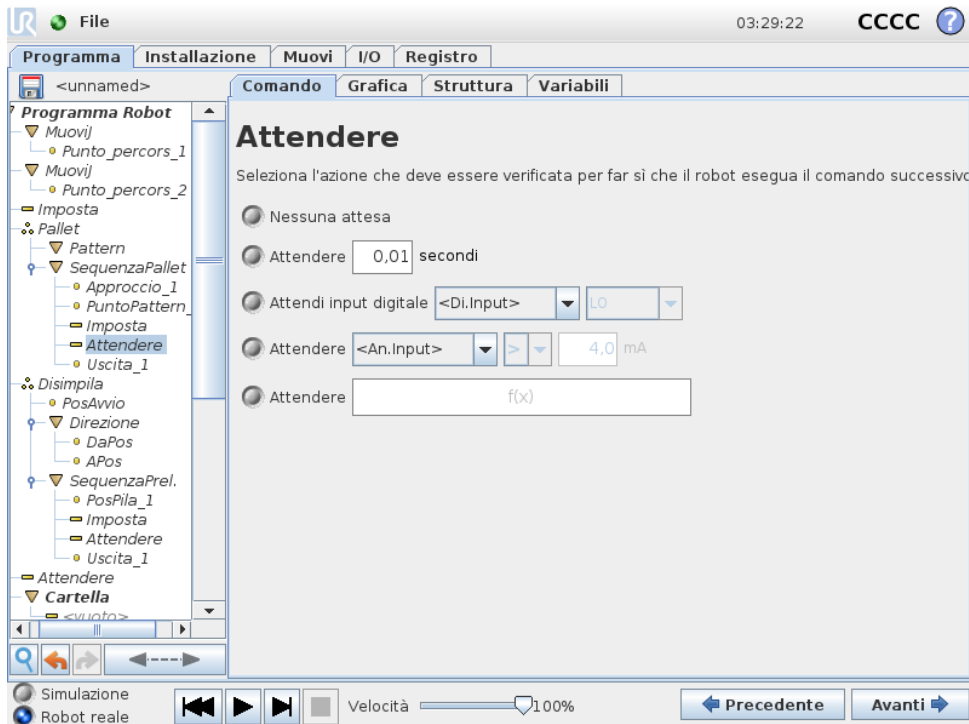 UR File 03:29:22 CCCC ?
Programma Installazione Muovi I/O Registro
<unnamed>
Comando Grafica Struttura Variabili
Programma Robot
MuoviJ
Punto_percors_1
MuoviJ
Punto_percors_2
Imposta
Pallet
Pattern
SequenzaPallet
Approccio_1
PuntoPattern_
Imposta
Attendere
Uscita_1
Disimpila
PosAvvio
Direzione
DaPos
APos
SequenzaPrel.
PosPila_1
Imposta
Attendere
Uscita_1
Attendere
Cartella
<vuoto>
Attendere
Seleziona l'azione che deve essere verificata per far sì che il robot esegua il comando successivo
Nessuna attesa
Attendere 0,01 secondi
Attendi input digitale <Di.Input> LO
Attendere <An.Input> > 4,0 mA
Attendere f(x)
Simulazione
Robot reale
Velocità 100%
Precedente Avanti